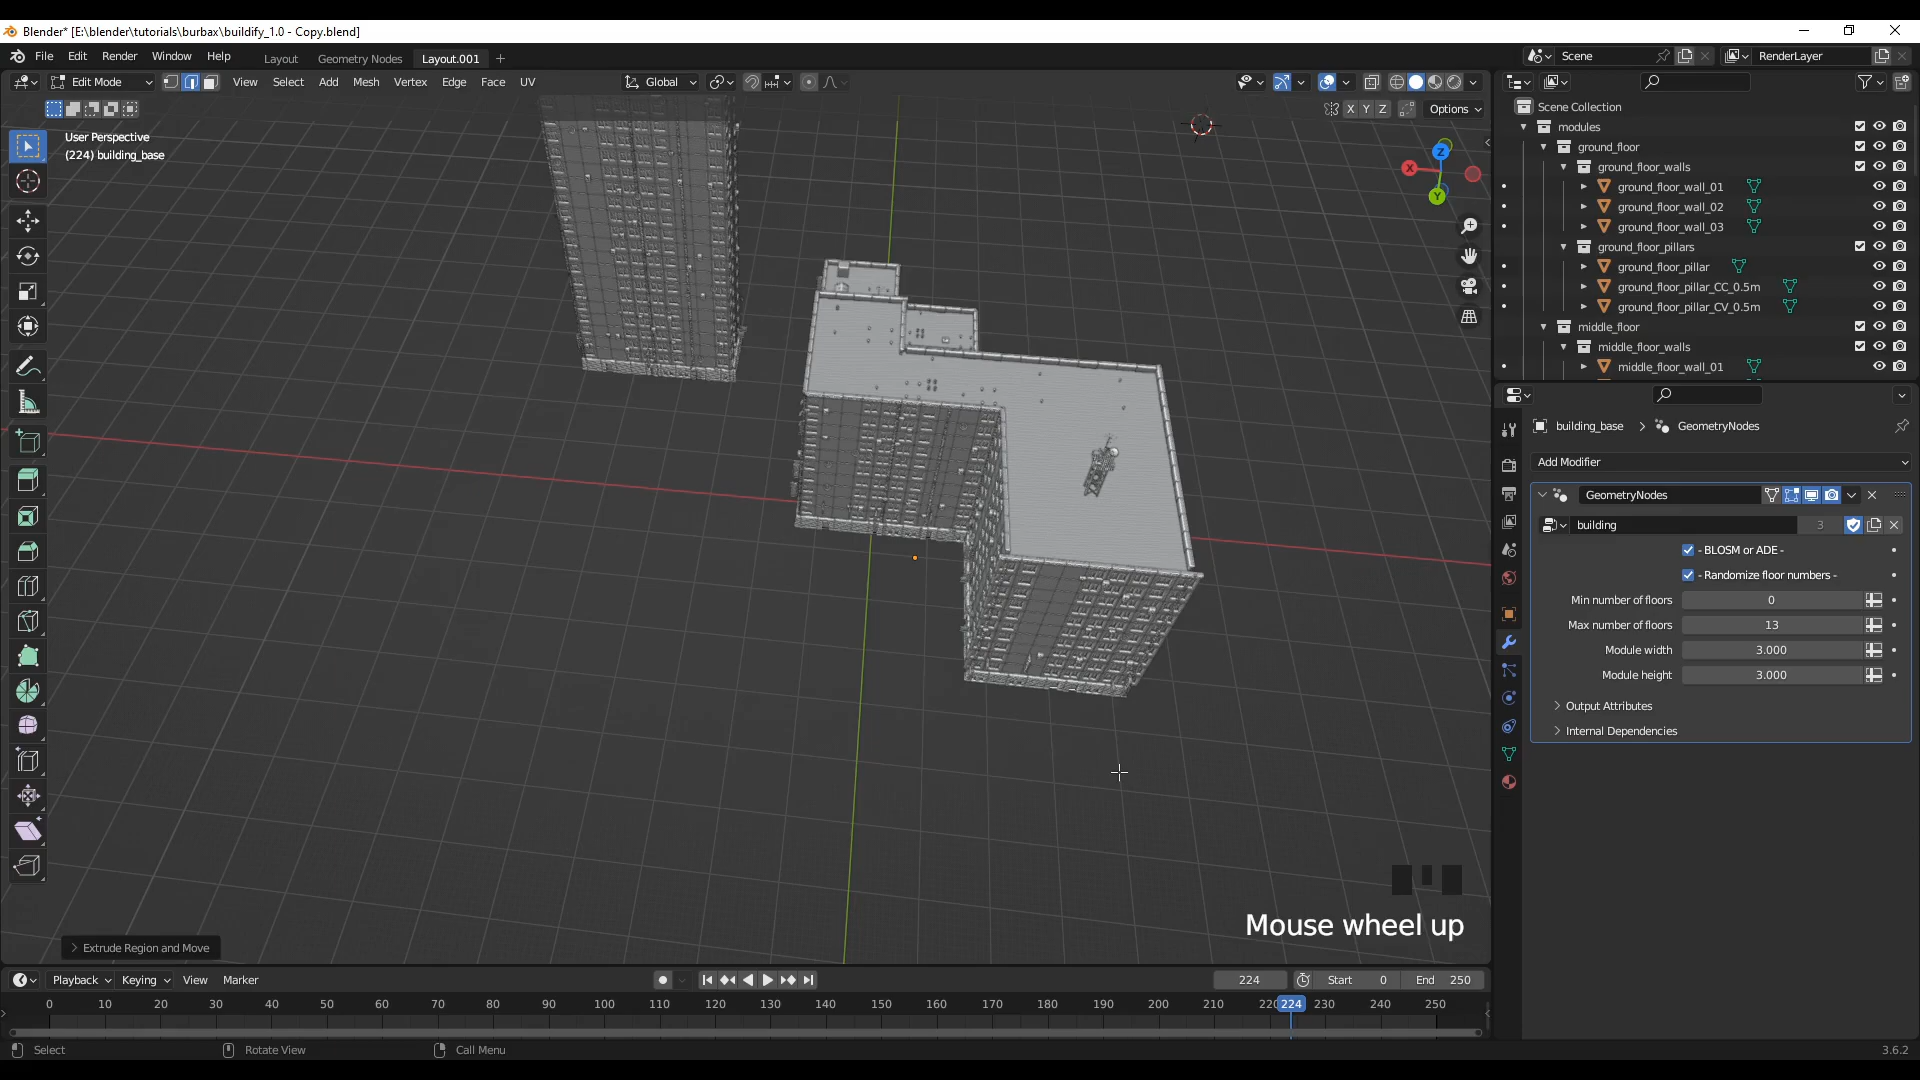 Blender* [E:\blender\tutorials\burbax\buildify_1.0 - Copy.blend]
File Edit Render Window Help Layout Geometry Nodes Layout.001 + Scene RenderLayer
Edit Mode View Select Add Mesh Vertex Edge Face UV Global
X Y Z Options
User Perspective
(224) building_base
Z
X
Y
Scene Collection
modules
ground_floor
ground_floor_walls
ground_floor_wall_01
ground_floor_wall_02
ground_floor_wall_03
ground_floor_pillars
ground_floor_pillar
ground_floor_pillar_CC_0.5m
ground_floor_pillar_CV_0.5m
middle_floor
middle_floor_walls
middle_floor_wall_01
building_base > GeometryNodes
Add Modifier
GeometryNodes
building 3
- BLOSM or ADE -
- Randomize floor numbers -
Min number of floors 0
Max number of floors 13
Module width 3.000
Module height 3.000
Output Attributes
Internal Dependencies
Mouse wheel up
Extrude Region and Move
Playback Keying View Marker 224 Start 0 End 250
0 10 20 30 40 50 60 70 80 90 100 110 120 130 140 150 160 170 180 190 200 210 220 224 230 240 250
Select Rotate View Call Menu 3.6.2